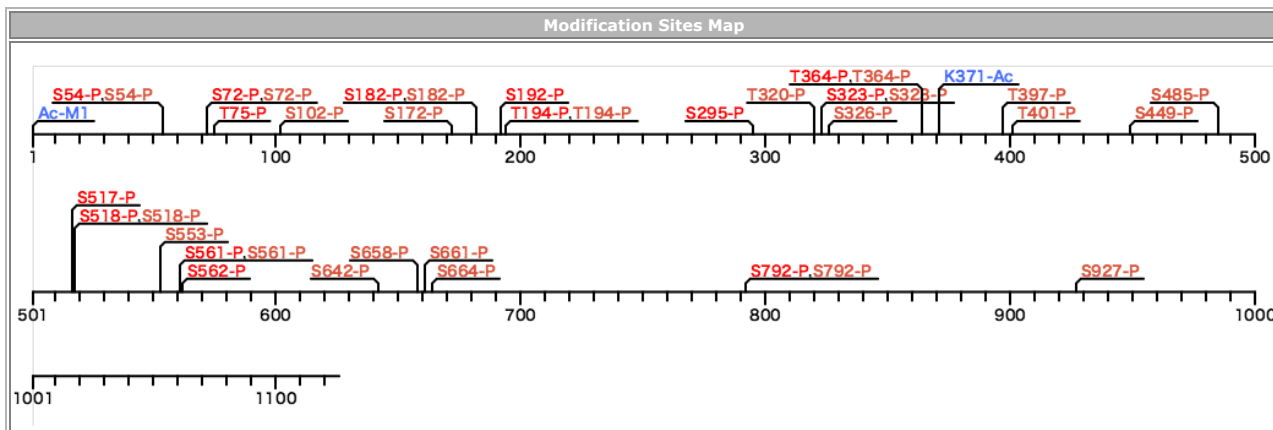 Modification Sites Map
T364-P,T364-P K371-Ac
S54-P,S54-P S72-P,S72-P S182-P,S182-P S192-P T320-P S323-P,S323-P T397-P S485-P
Ac-M1 T75-P S102-P S172-P T194-P,T194-P S295-P S326-P T401-P S449-P
1 100 200 300 400 500
S517-P
S518-P,S518-P
S553-P
S561-P,S561-P S658-P S661-P
S562-P S642-P S664-P S792-P,S792-P S927-P
501 600 700 800 900 1000
1001 1100